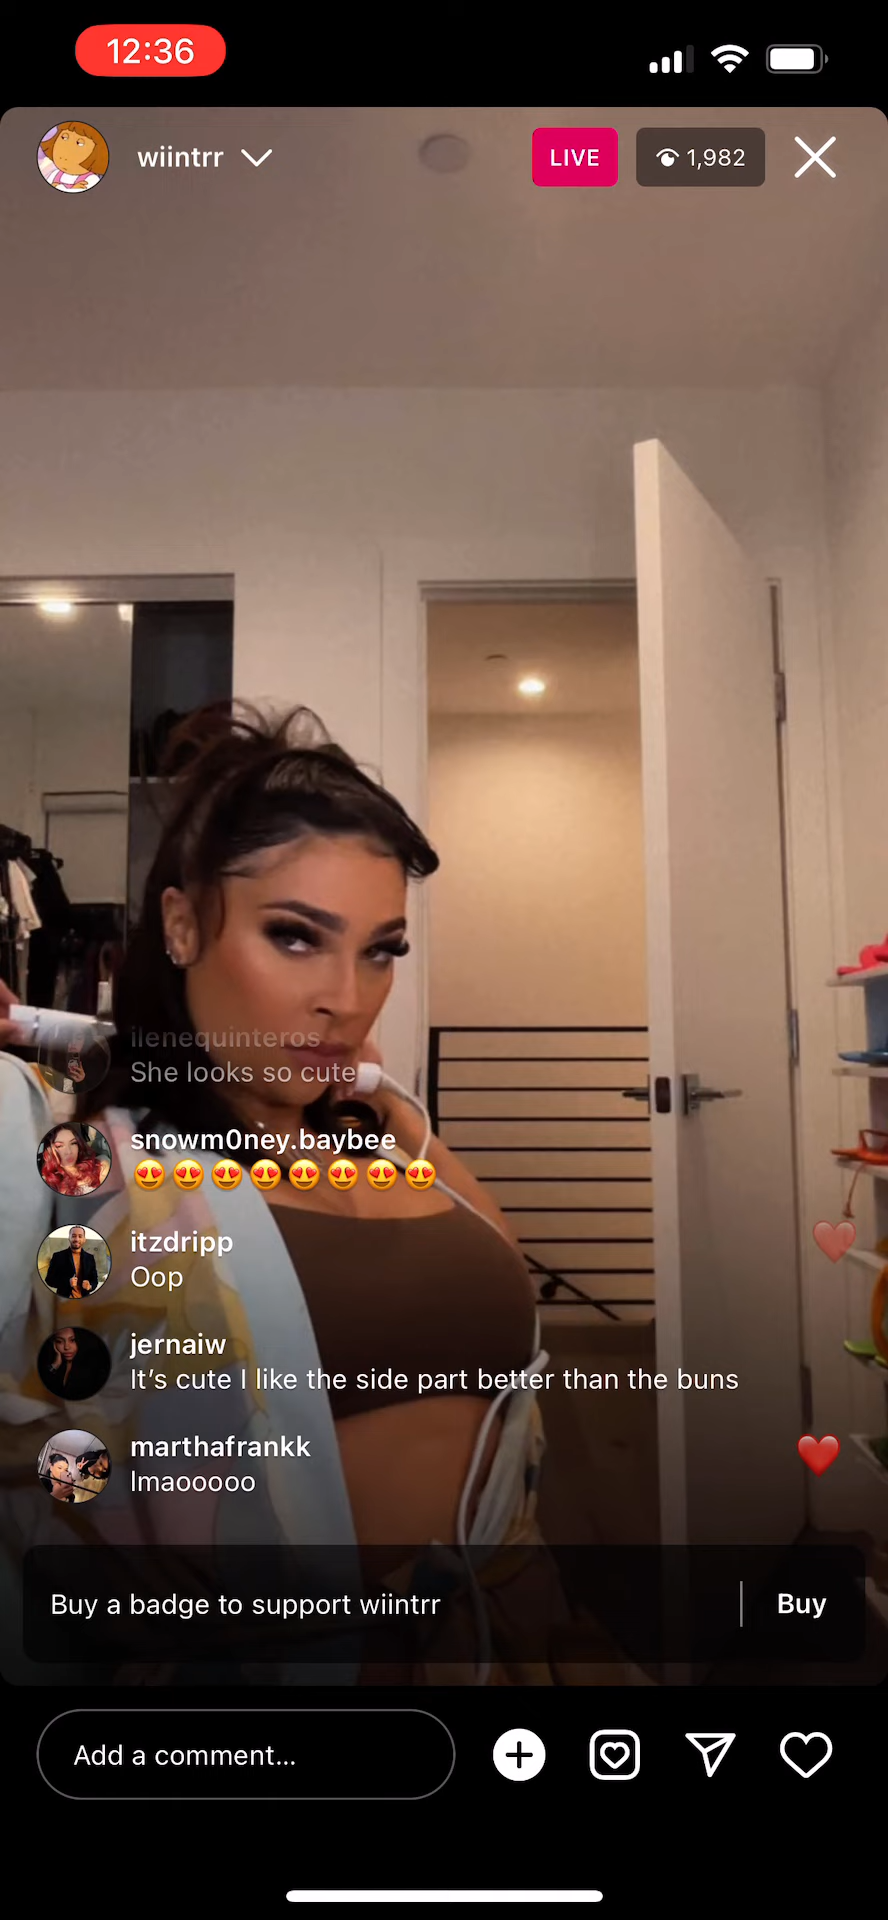 12:36
wiintrr
LIVE
1,982
ilenequinteros
She looks so cute
snowm0ney.baybee
😍😍😍😍😍😍😍😍
itzdripp
Oop
jernaiw
It’s cute I like the side part better than the buns
marthafrankk
lmaooooo
Buy a badge to support wiintrr
Buy
Add a comment...